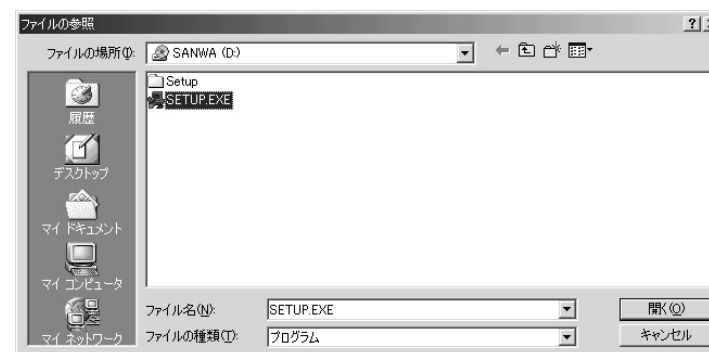 ファイルの参照
ファイルの場所(I):
SANWA (D:)
Setup
SETUP.EXE
履歴
デスクトップ
マイ ドキュメント
マイ コンピュータ
マイ ネットワーク
ファイル名(N):
SETUP.EXE
開く(O)
ファイルの種類(T):
プログラム
キャンセル